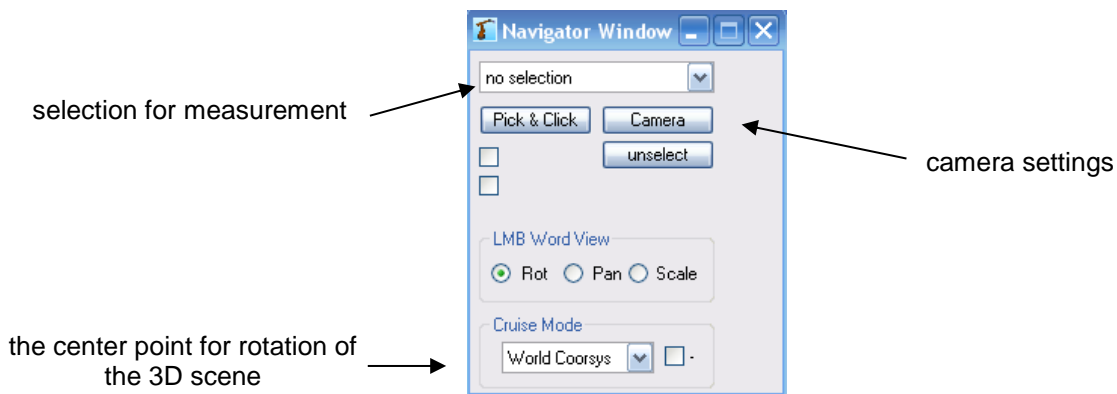 Navigator Window
no selection
selection for measurement
Pick & Click
Camera
unselect
camera settings
LMB Word View
Rot Pan Scale
Cruise Mode
the center point for rotation of
the 3D scene
World Coorsys -